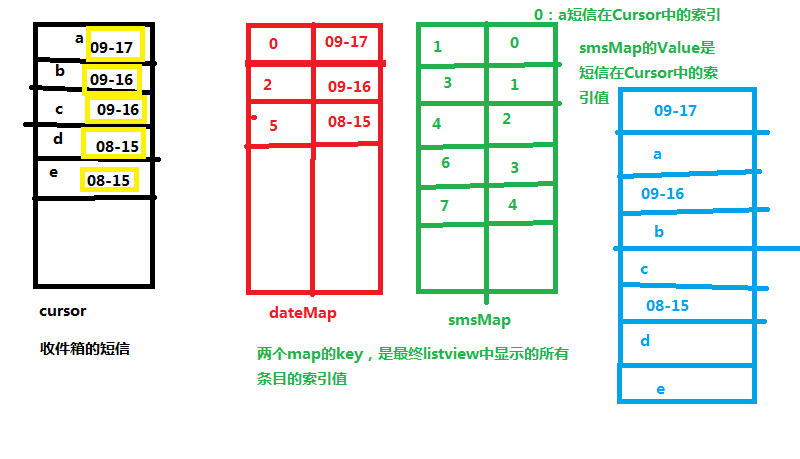 a 09-17
b 09-16
c 09-16
d 08-15
e 08-15
cursor
收件箱的短信
0 09-17
2 09-16
5 08-15
dateMap
1 0
3 1
4 2
6 3
7 4
smsMap
两个map的key，是最终listview中显示的所有
条目的索引值
0：a短信在Cursor中的索引
smsMap的Value是
短信在Cursor中的索
引值
09-17
a
09-16
b
c
08-15
d
e